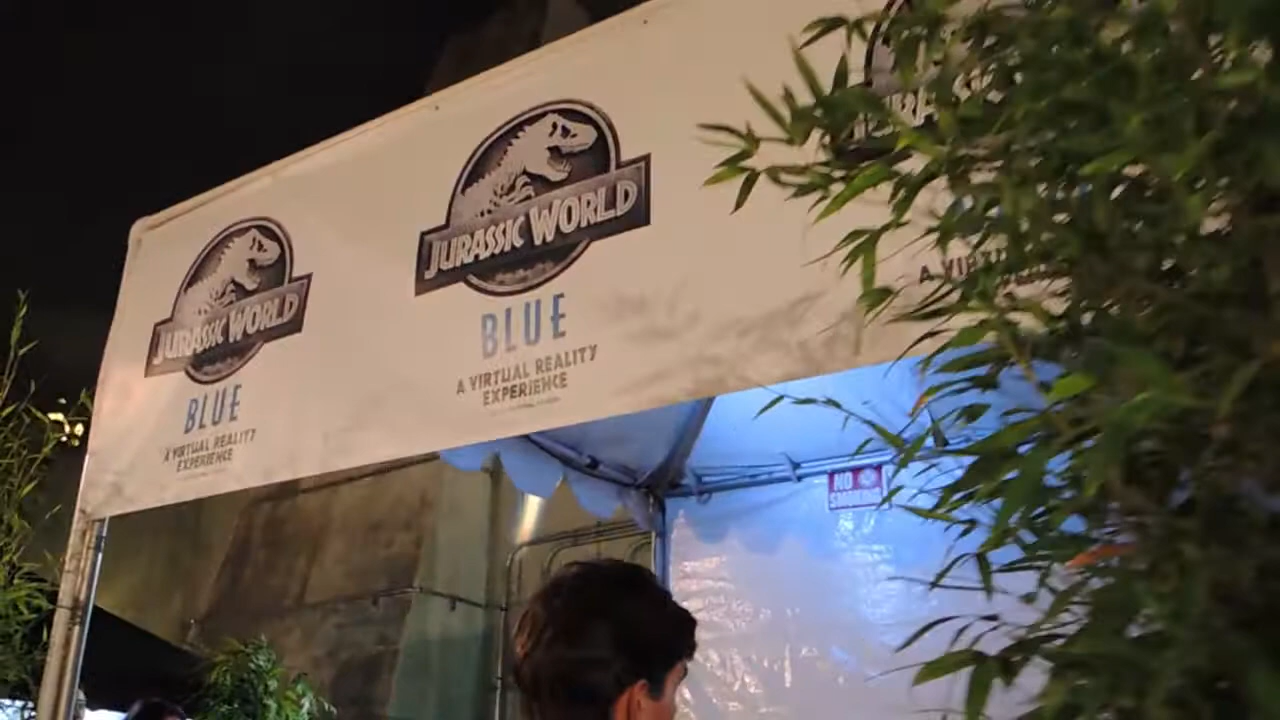 JURASSIC WORLD
BLUE
A VIRTUAL REALITY
EXPERIENCE
JURASSIC WORLD
BLUE
A VIRTUAL REALITY
EXPERIENCE
NO
SMOKING